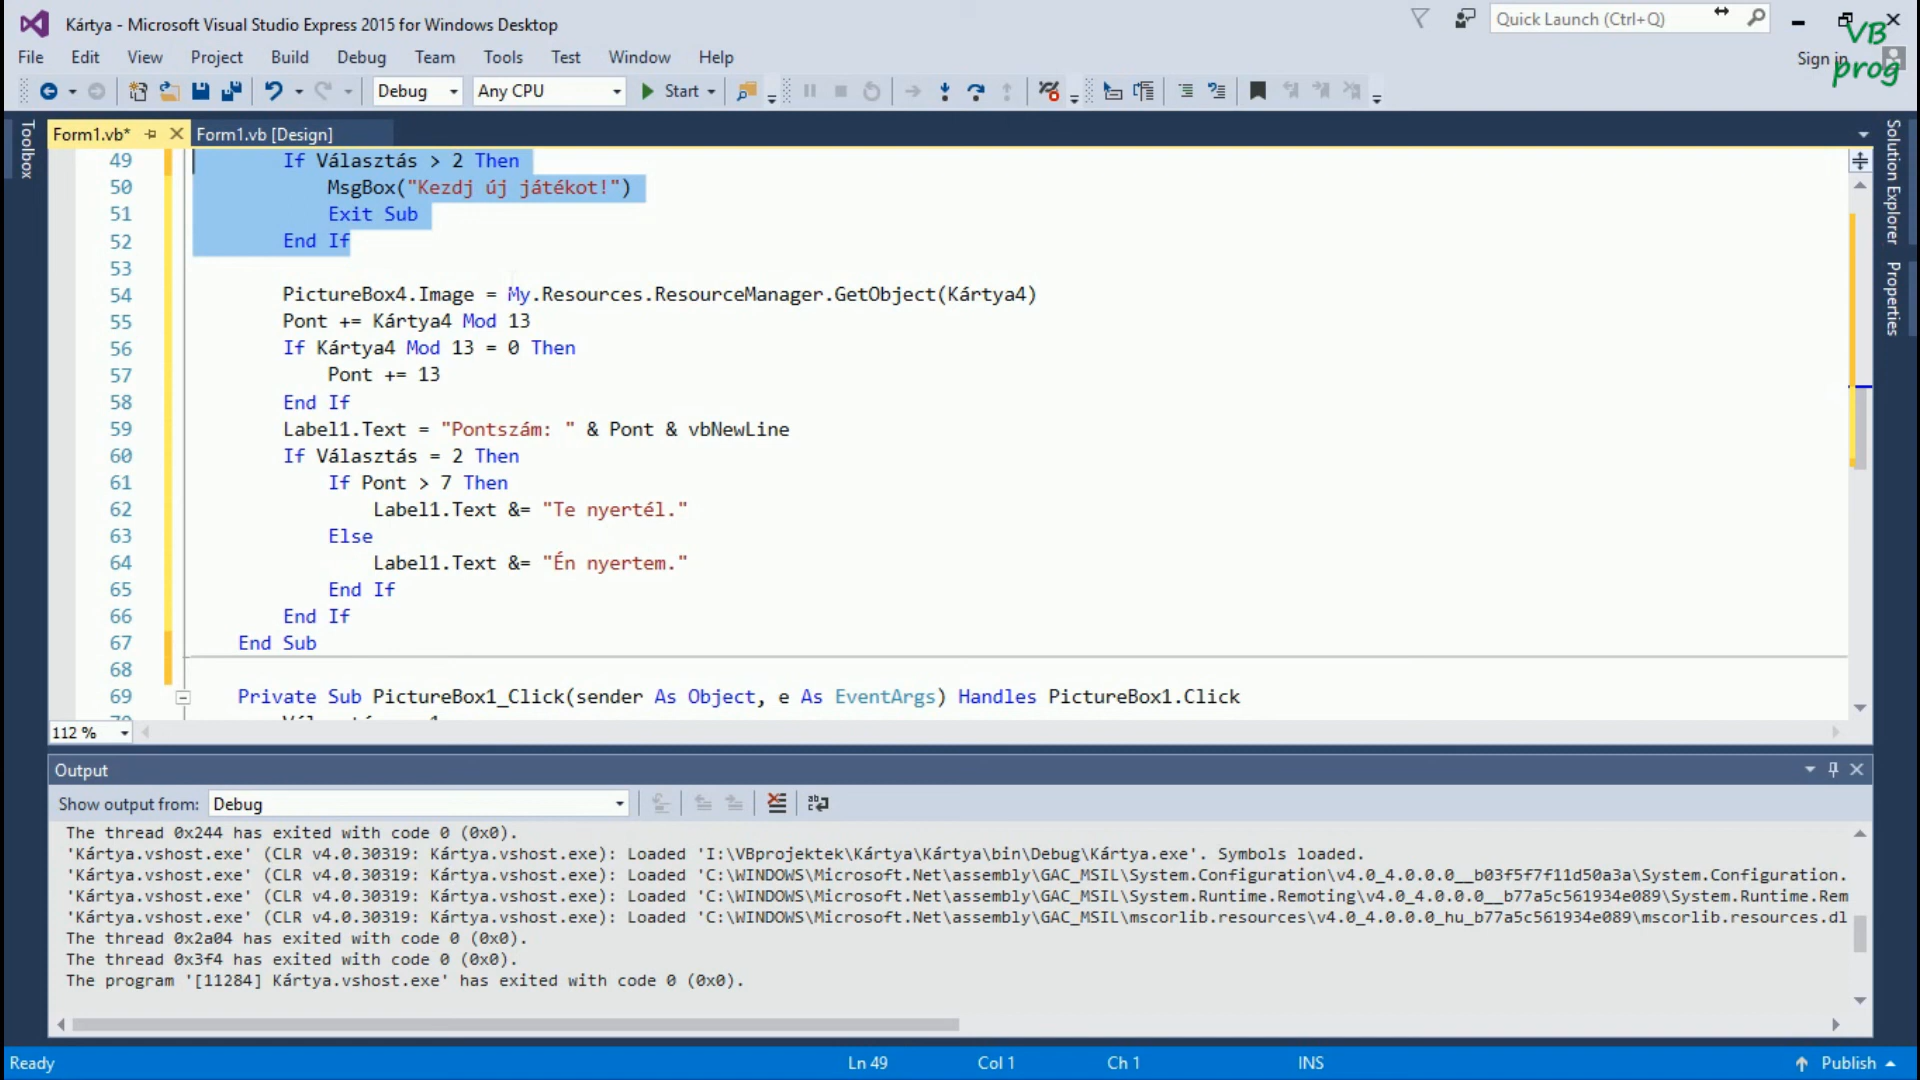 Kártya - Microsoft Visual Studio Express 2015 for Windows Desktop
Quick Launch (Ctrl+Q)
VB
prog
File Edit View Project Build Debug Team Tools Test Window Help
Sign in
Debug Any CPU Start
Toolbox
Form1.vb* Form1.vb [Design]
Solution Explorer
Properties
49 If Választás > 2 Then
50 MsgBox("Kezdj új játékot!")
51 Exit Sub
52 End If
53
54 PictureBox4.Image = My.Resources.ResourceManager.GetObject(Kártya4)
55 Pont += Kártya4 Mod 13
56 If Kártya4 Mod 13 = 0 Then
57 Pont += 13
58 End If
59 Label1.Text = "Pontszám: " & Pont & vbNewLine
60 If Választás = 2 Then
61 If Pont > 7 Then
62 Label1.Text &= "Te nyertél."
63 Else
64 Label1.Text &= "Én nyertem."
65 End If
66 End If
67 End Sub
68
69 Private Sub PictureBox1_Click(sender As Object, e As EventArgs) Handles PictureBox1.Click
112 %
Output
Show output from: Debug
The thread 0x244 has exited with code 0 (0x0).
'Kártya.vshost.exe' (CLR v4.0.30319: Kártya.vshost.exe): Loaded 'I:\VBprojektek\Kártya\Kártya\bin\Debug\Kártya.exe'. Symbols loaded.
'Kártya.vshost.exe' (CLR v4.0.30319: Kártya.vshost.exe): Loaded 'C:\WINDOWS\Microsoft.Net\assembly\GAC_MSIL\System.Configuration\v4.0_4.0.0.0__b03f5f7f11d50a3a\System.Configuration.
'Kártya.vshost.exe' (CLR v4.0.30319: Kártya.vshost.exe): Loaded 'C:\WINDOWS\Microsoft.Net\assembly\GAC_MSIL\System.Runtime.Remoting\v4.0_4.0.0.0__b77a5c561934e089\System.Runtime.Rem
'Kártya.vshost.exe' (CLR v4.0.30319: Kártya.vshost.exe): Loaded 'C:\WINDOWS\Microsoft.Net\assembly\GAC_MSIL\mscorlib.resources\v4.0_4.0.0.0_hu_b77a5c561934e089\mscorlib.resources.dl
The thread 0x2a04 has exited with code 0 (0x0).
The thread 0x3f4 has exited with code 0 (0x0).
The program '[11284] Kártya.vshost.exe' has exited with code 0 (0x0).
Ready Ln 49 Col 1 Ch 1 INS Publish